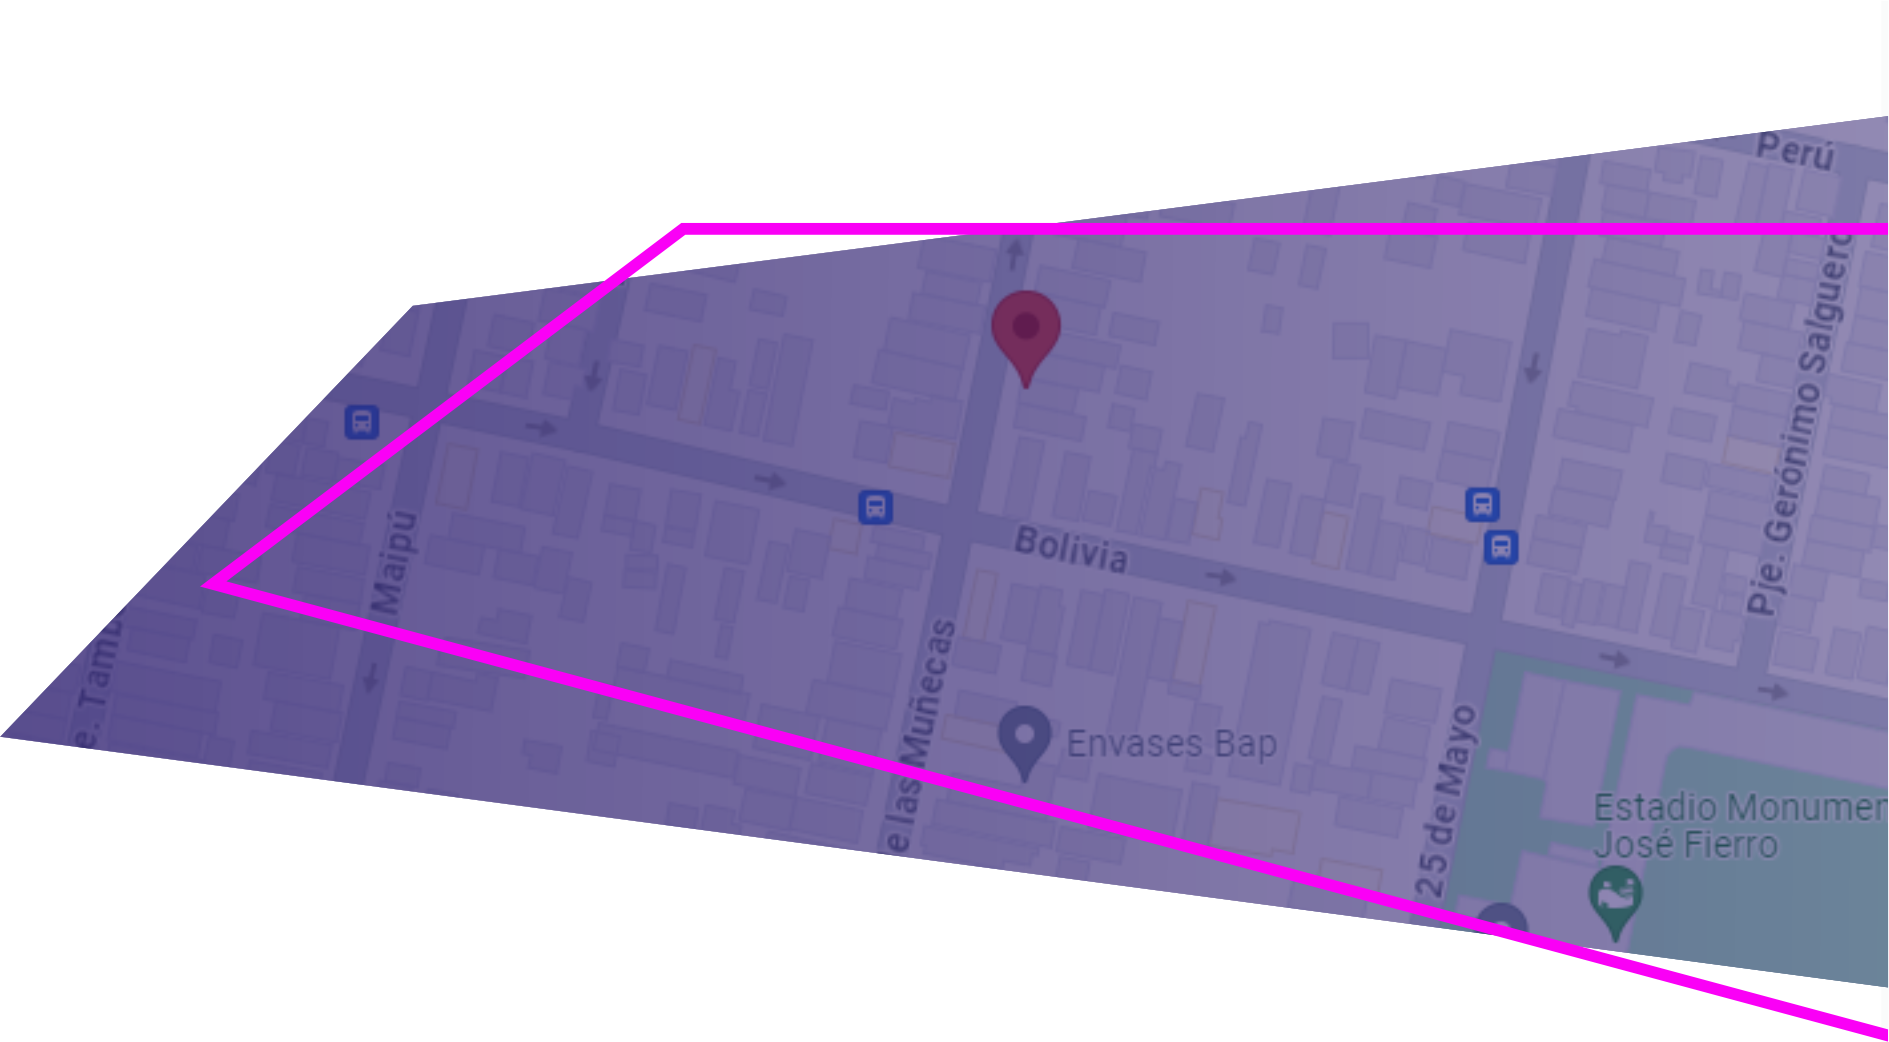 Perú
Pje. Gerónimo Salguero
Maipú
Bolivia
e. Tamb
e las Muñecas
Envases Bap
25 de Mayo
Estadio Monumen
José Fierro